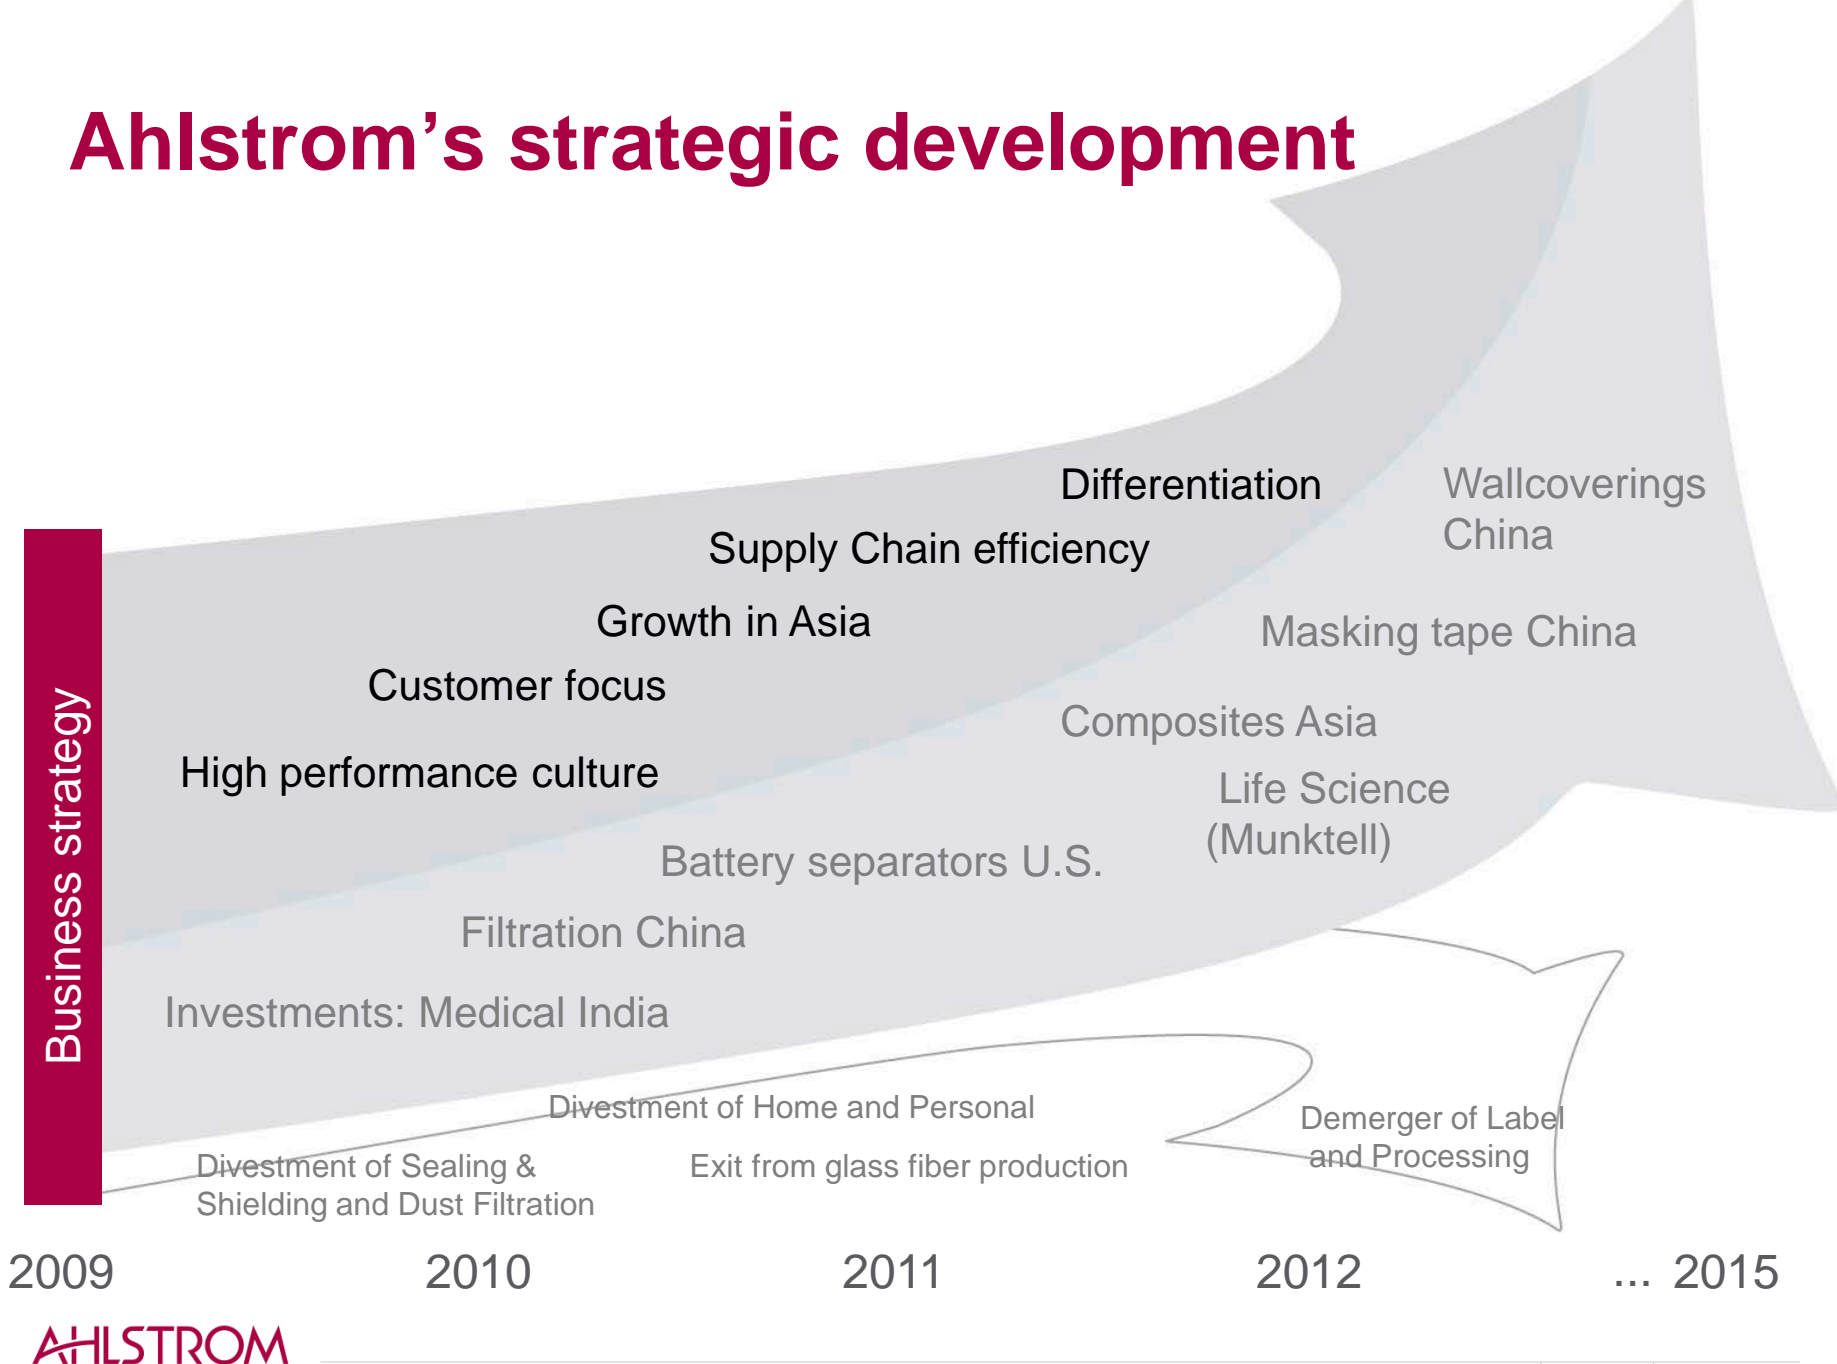 Ahlstrom’s strategic development
Differentiation
Wallcoverings
China
Supply Chain efficiency
Growth in Asia
Masking tape China
Customer focus
Composites Asia
High performance culture
Life Science
(Munktell)
Battery separators U.S.
Filtration China
Investments: Medical India
Business strategy
Divestment of Home and Personal
Demerger of Label
and Processing
Divestment of Sealing &
Shielding and Dust Filtration
Exit from glass fiber production
2009 2010 2011 2012 ... 2015
AHLSTROM